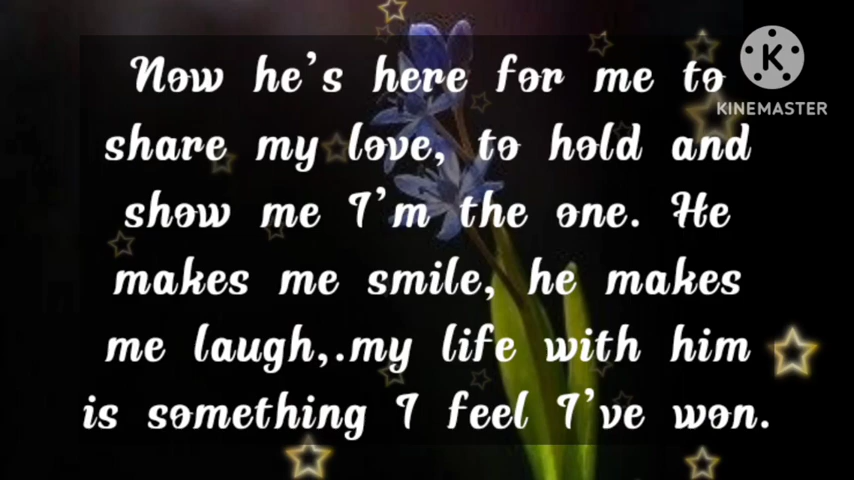 Now he's here for me to
KINEMASTER
share my love, to hold and
show me I'm the one. He
makes me smile, he makes
me laugh,.my life with him
is something I feel I've won.